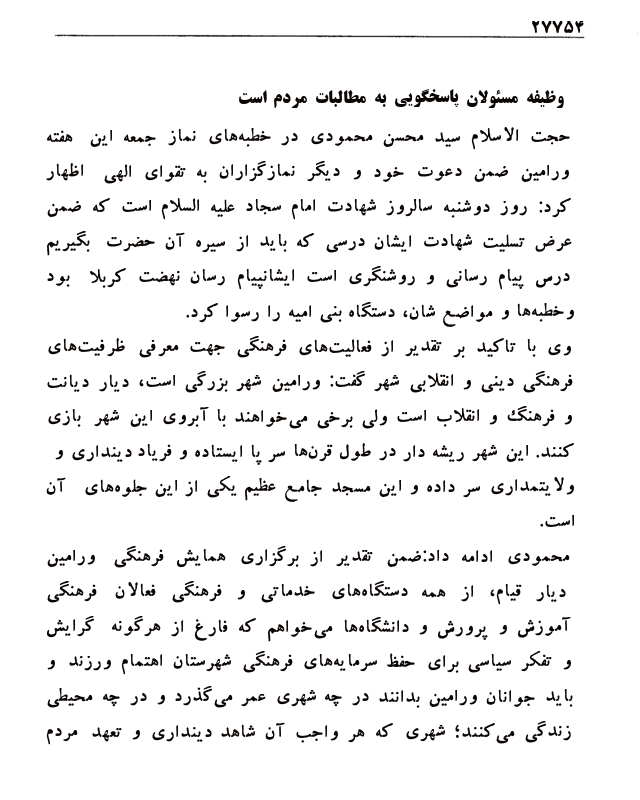 ۲۷۷۵۴
وظیفه مسئولان پاسخگویی به مطالبات مردم است
حجت الاسلام سید محسن محمودی در خطبه‌های نماز جمعه این هفته
ورامین ضمن دعوت خود و دیگر نمازگزاران به تقوای الهی اظهار
کرد: روز دوشنبه سالروز شهادت امام سجاد علیه السلام است که ضمن
عرض تسلیت شهادت ایشان درسی که باید از سیره آن حضرت بگیریم
درس پیام رسانی و روشنگری است ایشانپیام رسان نهضت کربلا بود
وخطبه‌ها و مواضع شان، دستگاه بنی امیه را رسوا کرد.
وی با تاکید بر تقدیر از فعالیت‌های فرهنگی جهت معرفی ظرفیت‌های
فرهنگی دینی و انقلابی شهر گفت: ورامین شهر بزرگی است، دیار دیانت
و فرهنگ و انقلاب است ولی برخی می‌خواهند با آبروی این شهر بازی
کنند. این شهر ریشه دار در طول قرن‌ها سر پا ایستاده و فریاد دینداری و
ولایتمداری سر داده و این مسجد جامع عظیم یکی از این جلوه‌های آن
است.
محمودی ادامه داد:ضمن تقدیر از برگزاری همایش فرهنگی ورامین
دیار قیام، از همه دستگاه‌های خدماتی و فرهنگی فعالان فرهنگی
آموزش و پرورش و دانشگاه‌ها می‌خواهم که فارغ از هرگونه گرایش
و تفکر سیاسی برای حفظ سرمایه‌های فرهنگی شهرستان اهتمام ورزند و
باید جوانان ورامین بدانند در چه شهری عمر می‌گذرد و در چه محیطی
زندگی می‌کنند؛ شهری که هر واجب آن شاهد دینداری و تعهد مردم